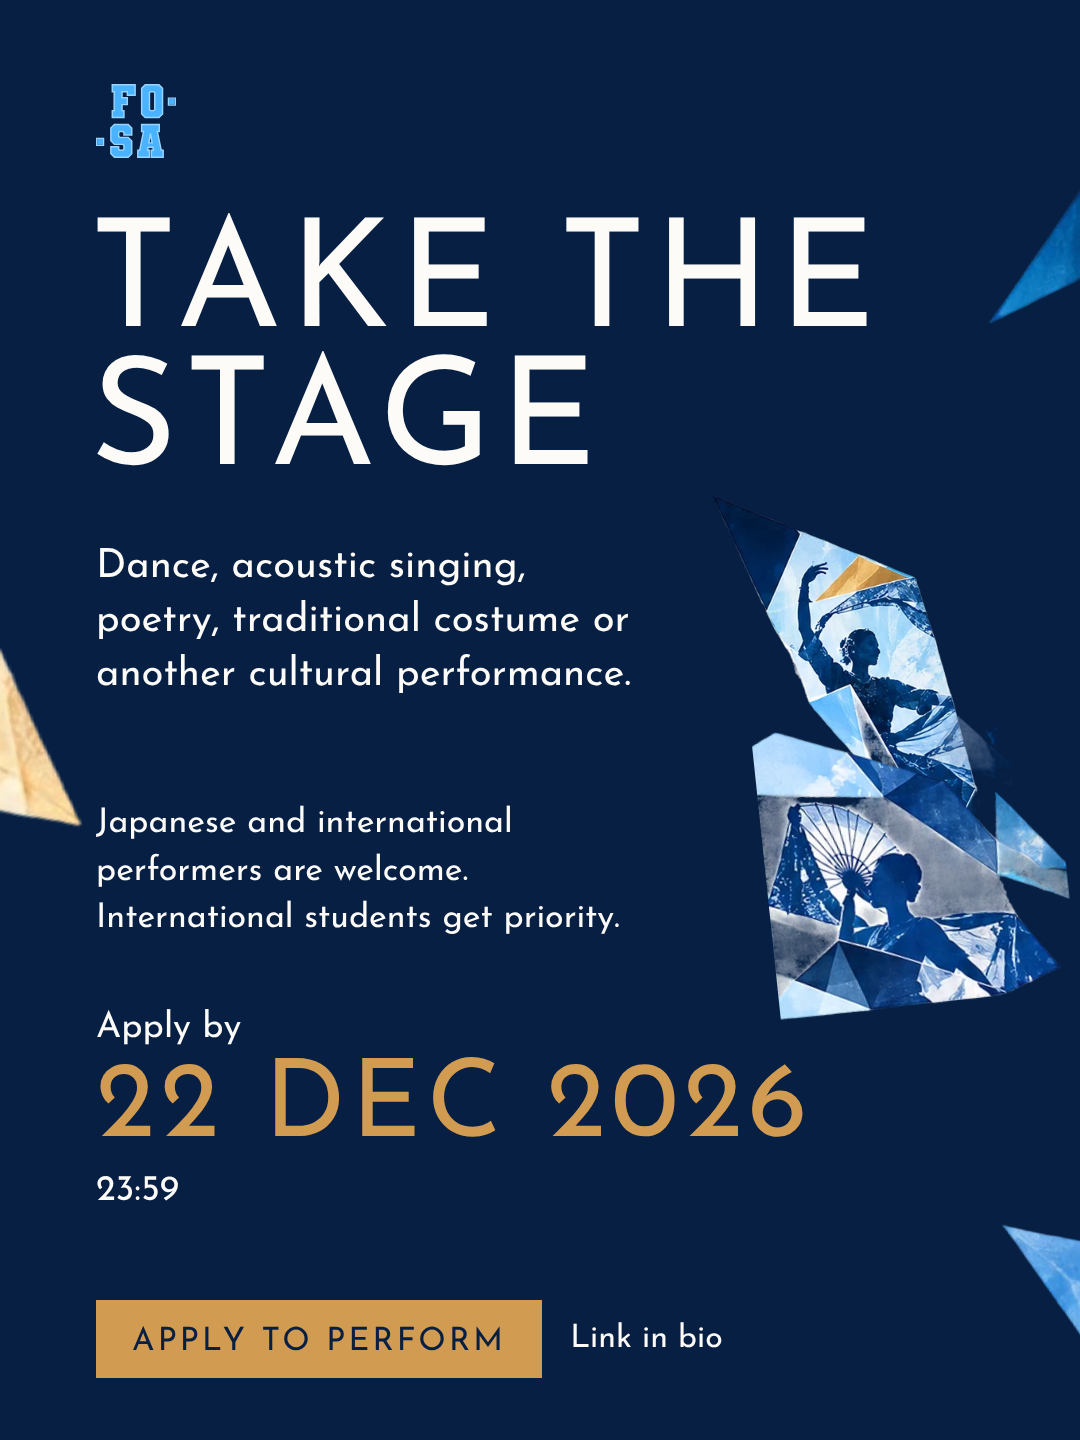 FO·
·SA
TAKE THE
STAGE
Dance, acoustic singing,
poetry, traditional costume or
another cultural performance.
Japanese and international
performers are welcome.
International students get priority.
Apply by
22 DEC 2026
23:59
APPLY TO PERFORM
Link in bio